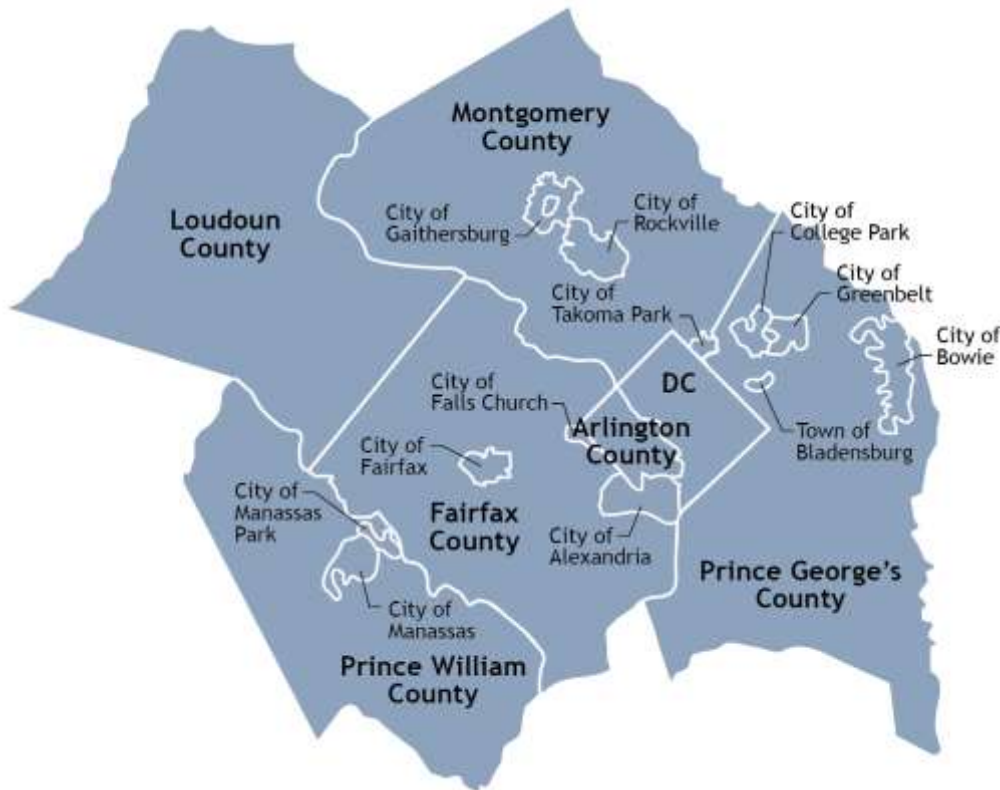 Montgomery
County
Loudoun
County
City of
Gaithersburg
City of
Rockville
City of
College Park
City of
Greenbelt
City of
Takoma Park
City of
Bowie
DC
City of
Falls Church
Arlington
County
Town of
Bladensburg
City of
Fairfax
City of
Manassas
Park
Fairfax
County
City of
Alexandria
Prince George's
County
City of
Manassas
Prince William
County